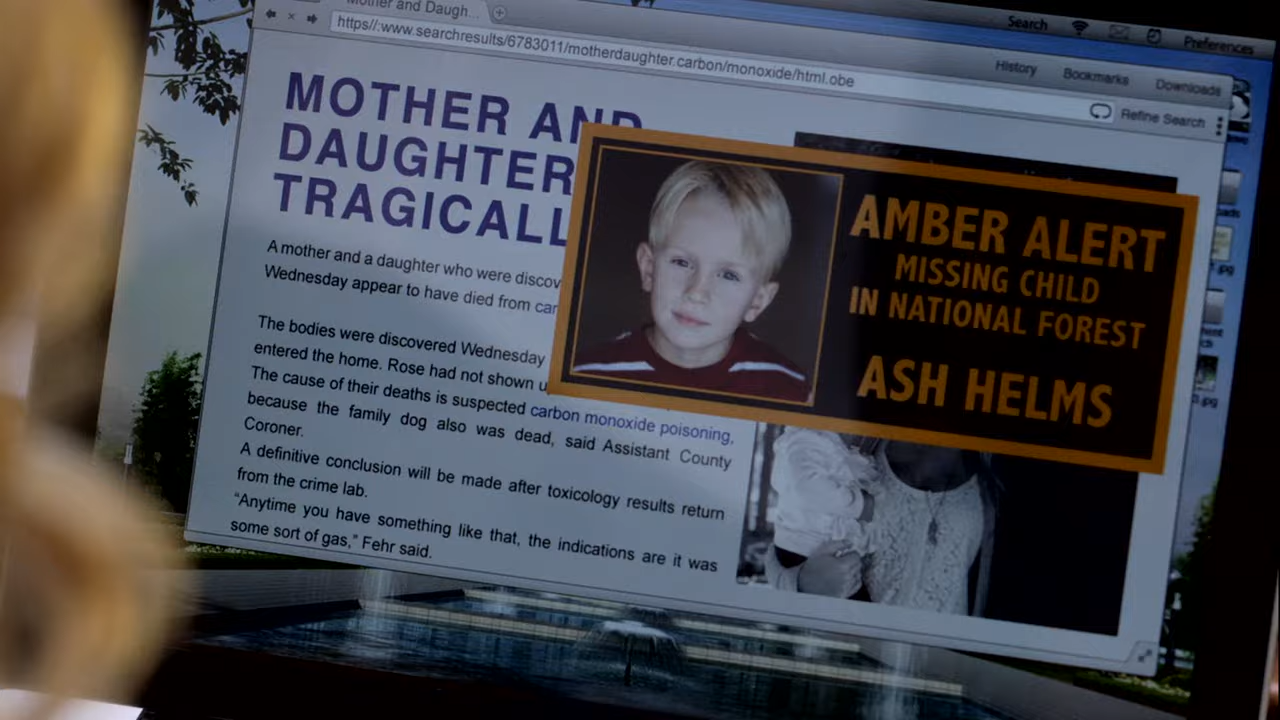 Search
Preferences
Mother and Daugh...
https//:www.searchresults/6783011/motherdaughter.carbon/monoxide/html.obe
History
Bookmarks
Downloads
Refine Search
MOTHER AND
DAUGHTER
TRAGICALL
A mother and a daughter who were discov
Wednesday appear to have died from car
The bodies were discovered Wednesday
entered the home. Rose had not shown u
The cause of their deaths is suspected carbon monoxide poisoning,
because the family dog also was dead, said Assistant County
Coroner.
A definitive conclusion will be made after toxicology results return
from the crime lab.
“Anytime you have something like that, the indications are it was
some sort of gas,” Fehr said.
AMBER ALERT
MISSING CHILD
IN NATIONAL FOREST
ASH HELMS